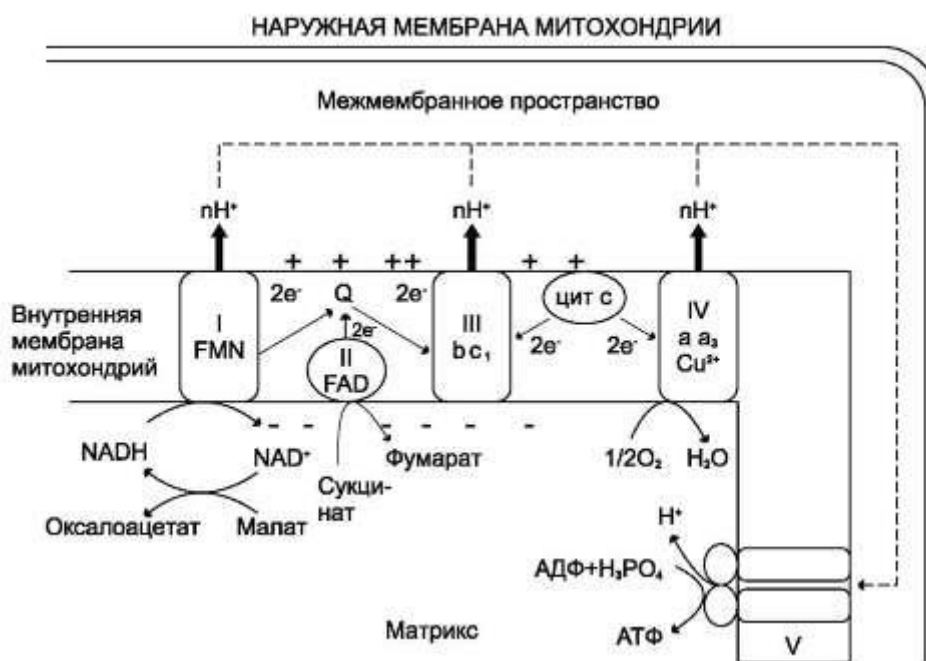 НАРУЖНАЯ МЕМБРАНА МИТОХОНДРИИ
Межмембранное пространство
nH⁺ nH⁺ nH⁺
+ + ++ + +
2e⁻ Q 2e⁻ цит c
Внутренняя
мембрана
митохондрий
I
FMN
2e⁻
II
FAD
III
b c₁
2e⁻ 2e⁻
IV
a a₃
Cu²⁺
- - - - - -
NADH NAD⁺
Сукци-
нат
Фумарат
1/2O₂ H₂O
Оксалоацетат Малат
H⁺
АДФ+H₃PO₄
АТФ
Матрикс
V